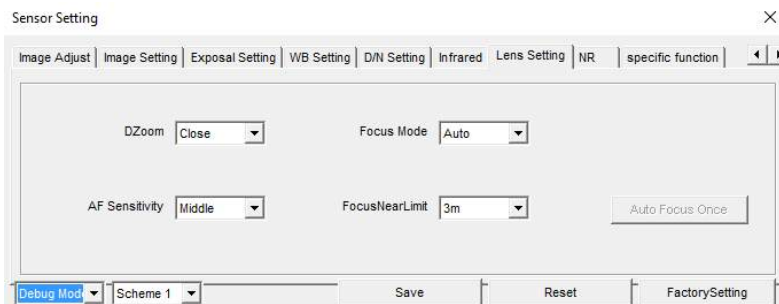 Sensor Setting
Image Adjust Image Setting Exposal Setting WB Setting D/N Setting Infrared Lens Setting NR specific function
DZoom Close Focus Mode Auto
AF Sensitivity Middle FocusNearLimit 3m Auto Focus Once
Debug Mode Scheme 1 Save Reset FactorySetting